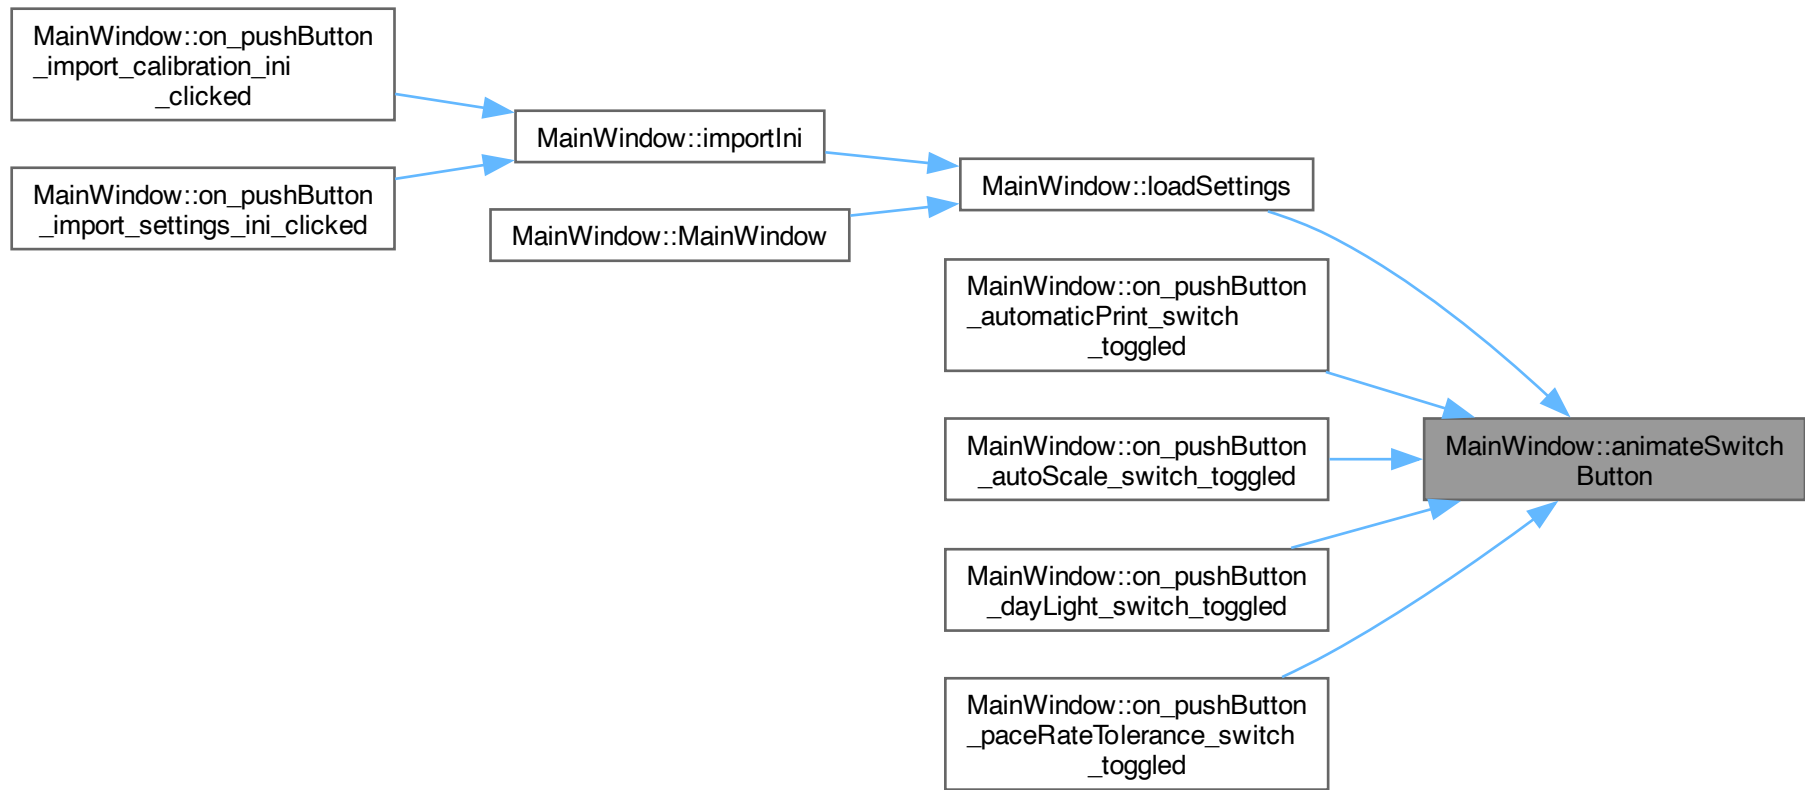 MainWindow::on_pushButton
_import_calibration_ini
_clicked
MainWindow::on_pushButton
_import_settings_ini_clicked
MainWindow::importIni
MainWindow::MainWindow
MainWindow::loadSettings
MainWindow::on_pushButton
_automaticPrint_switch
_toggled
MainWindow::on_pushButton
_autoScale_switch_toggled
MainWindow::on_pushButton
_dayLight_switch_toggled
MainWindow::on_pushButton
_paceRateTolerance_switch
_toggled
MainWindow::animateSwitch
Button